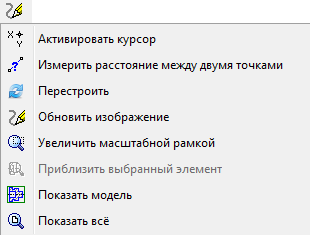 Активировать курсор
Измерить расстояние между двумя точками
Перестроить
Обновить изображение
Увеличить масштабной рамкой
Приблизить выбранный элемент
Показать модель
Показать всё